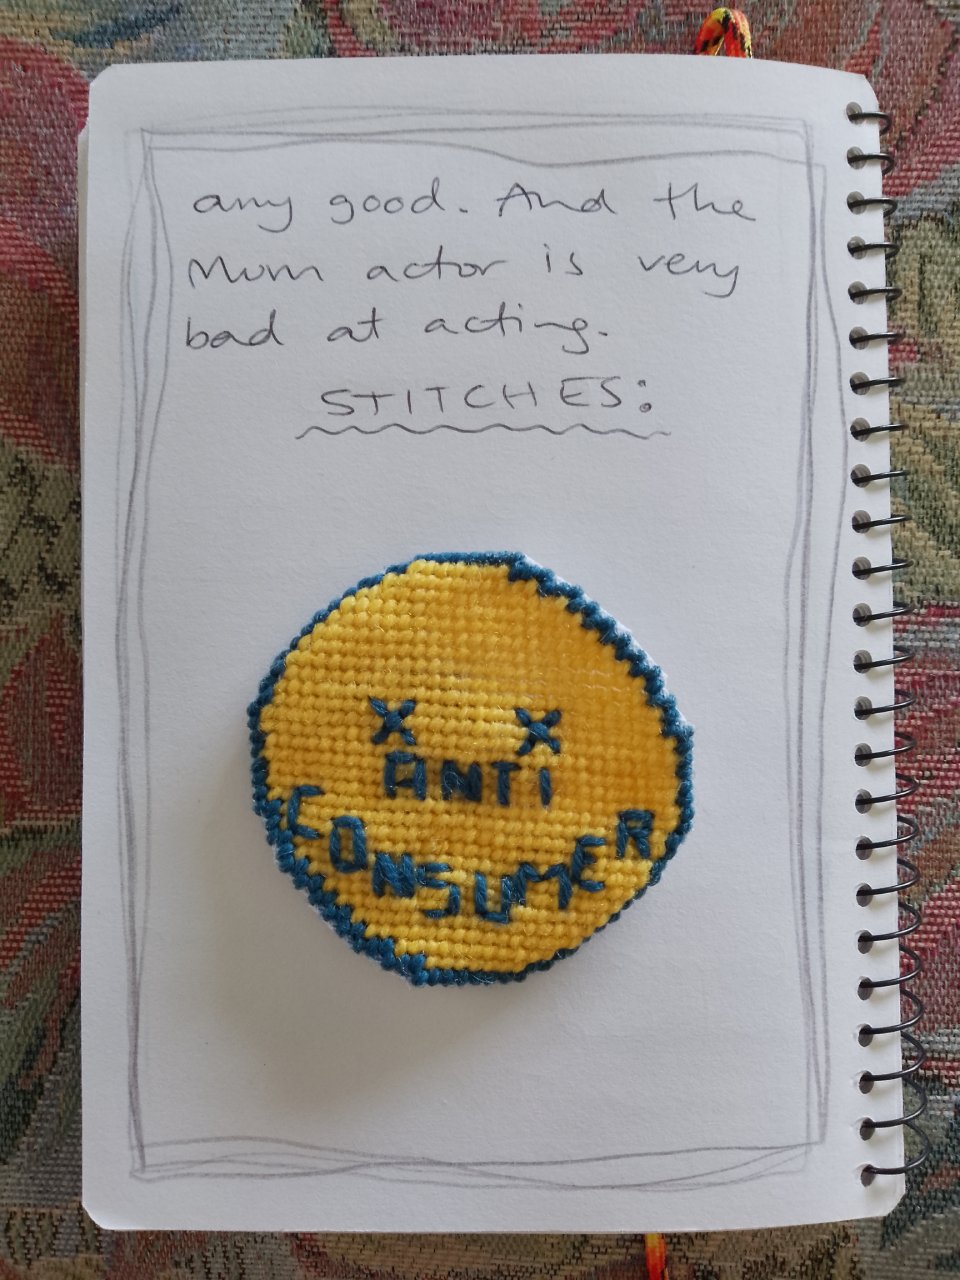 any good. And the
Mum actor is very
bad at acting.
STITCHES:
ANTI
CONSUMER